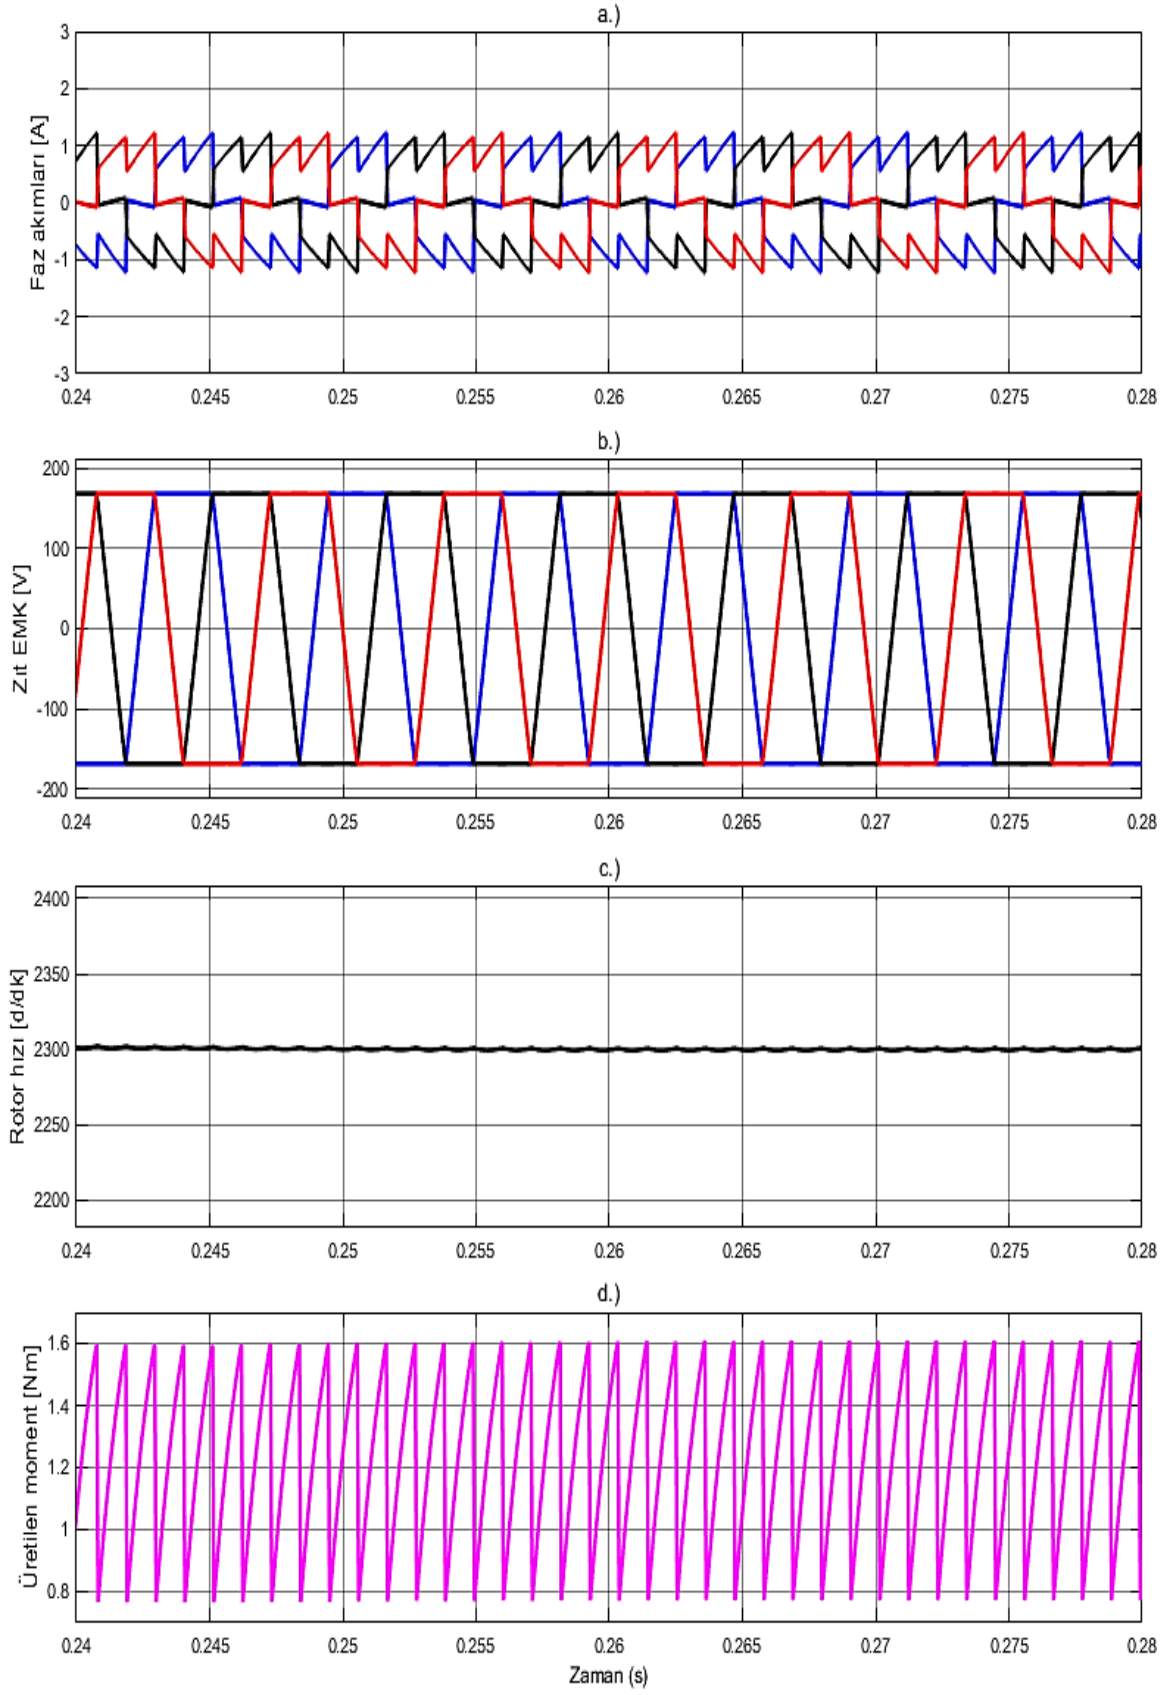 a.)
3
2
1
0
-1
-2
-3
Faz akımları [A]
0.24 0.245 0.25 0.255 0.26 0.265 0.27 0.275 0.28
b.)
200
100
0
-100
-200
Zıt EMK [V]
0.24 0.245 0.25 0.255 0.26 0.265 0.27 0.275 0.28
c.)
2400
2350
2300
2250
2200
Rotor hızı [d/dk]
0.24 0.245 0.25 0.255 0.26 0.265 0.27 0.275 0.28
d.)
1.6
1.4
1.2
1
0.8
Üretilen moment [Nm]
0.24 0.245 0.25 0.255 0.26 0.265 0.27 0.275 0.28
Zaman (s)